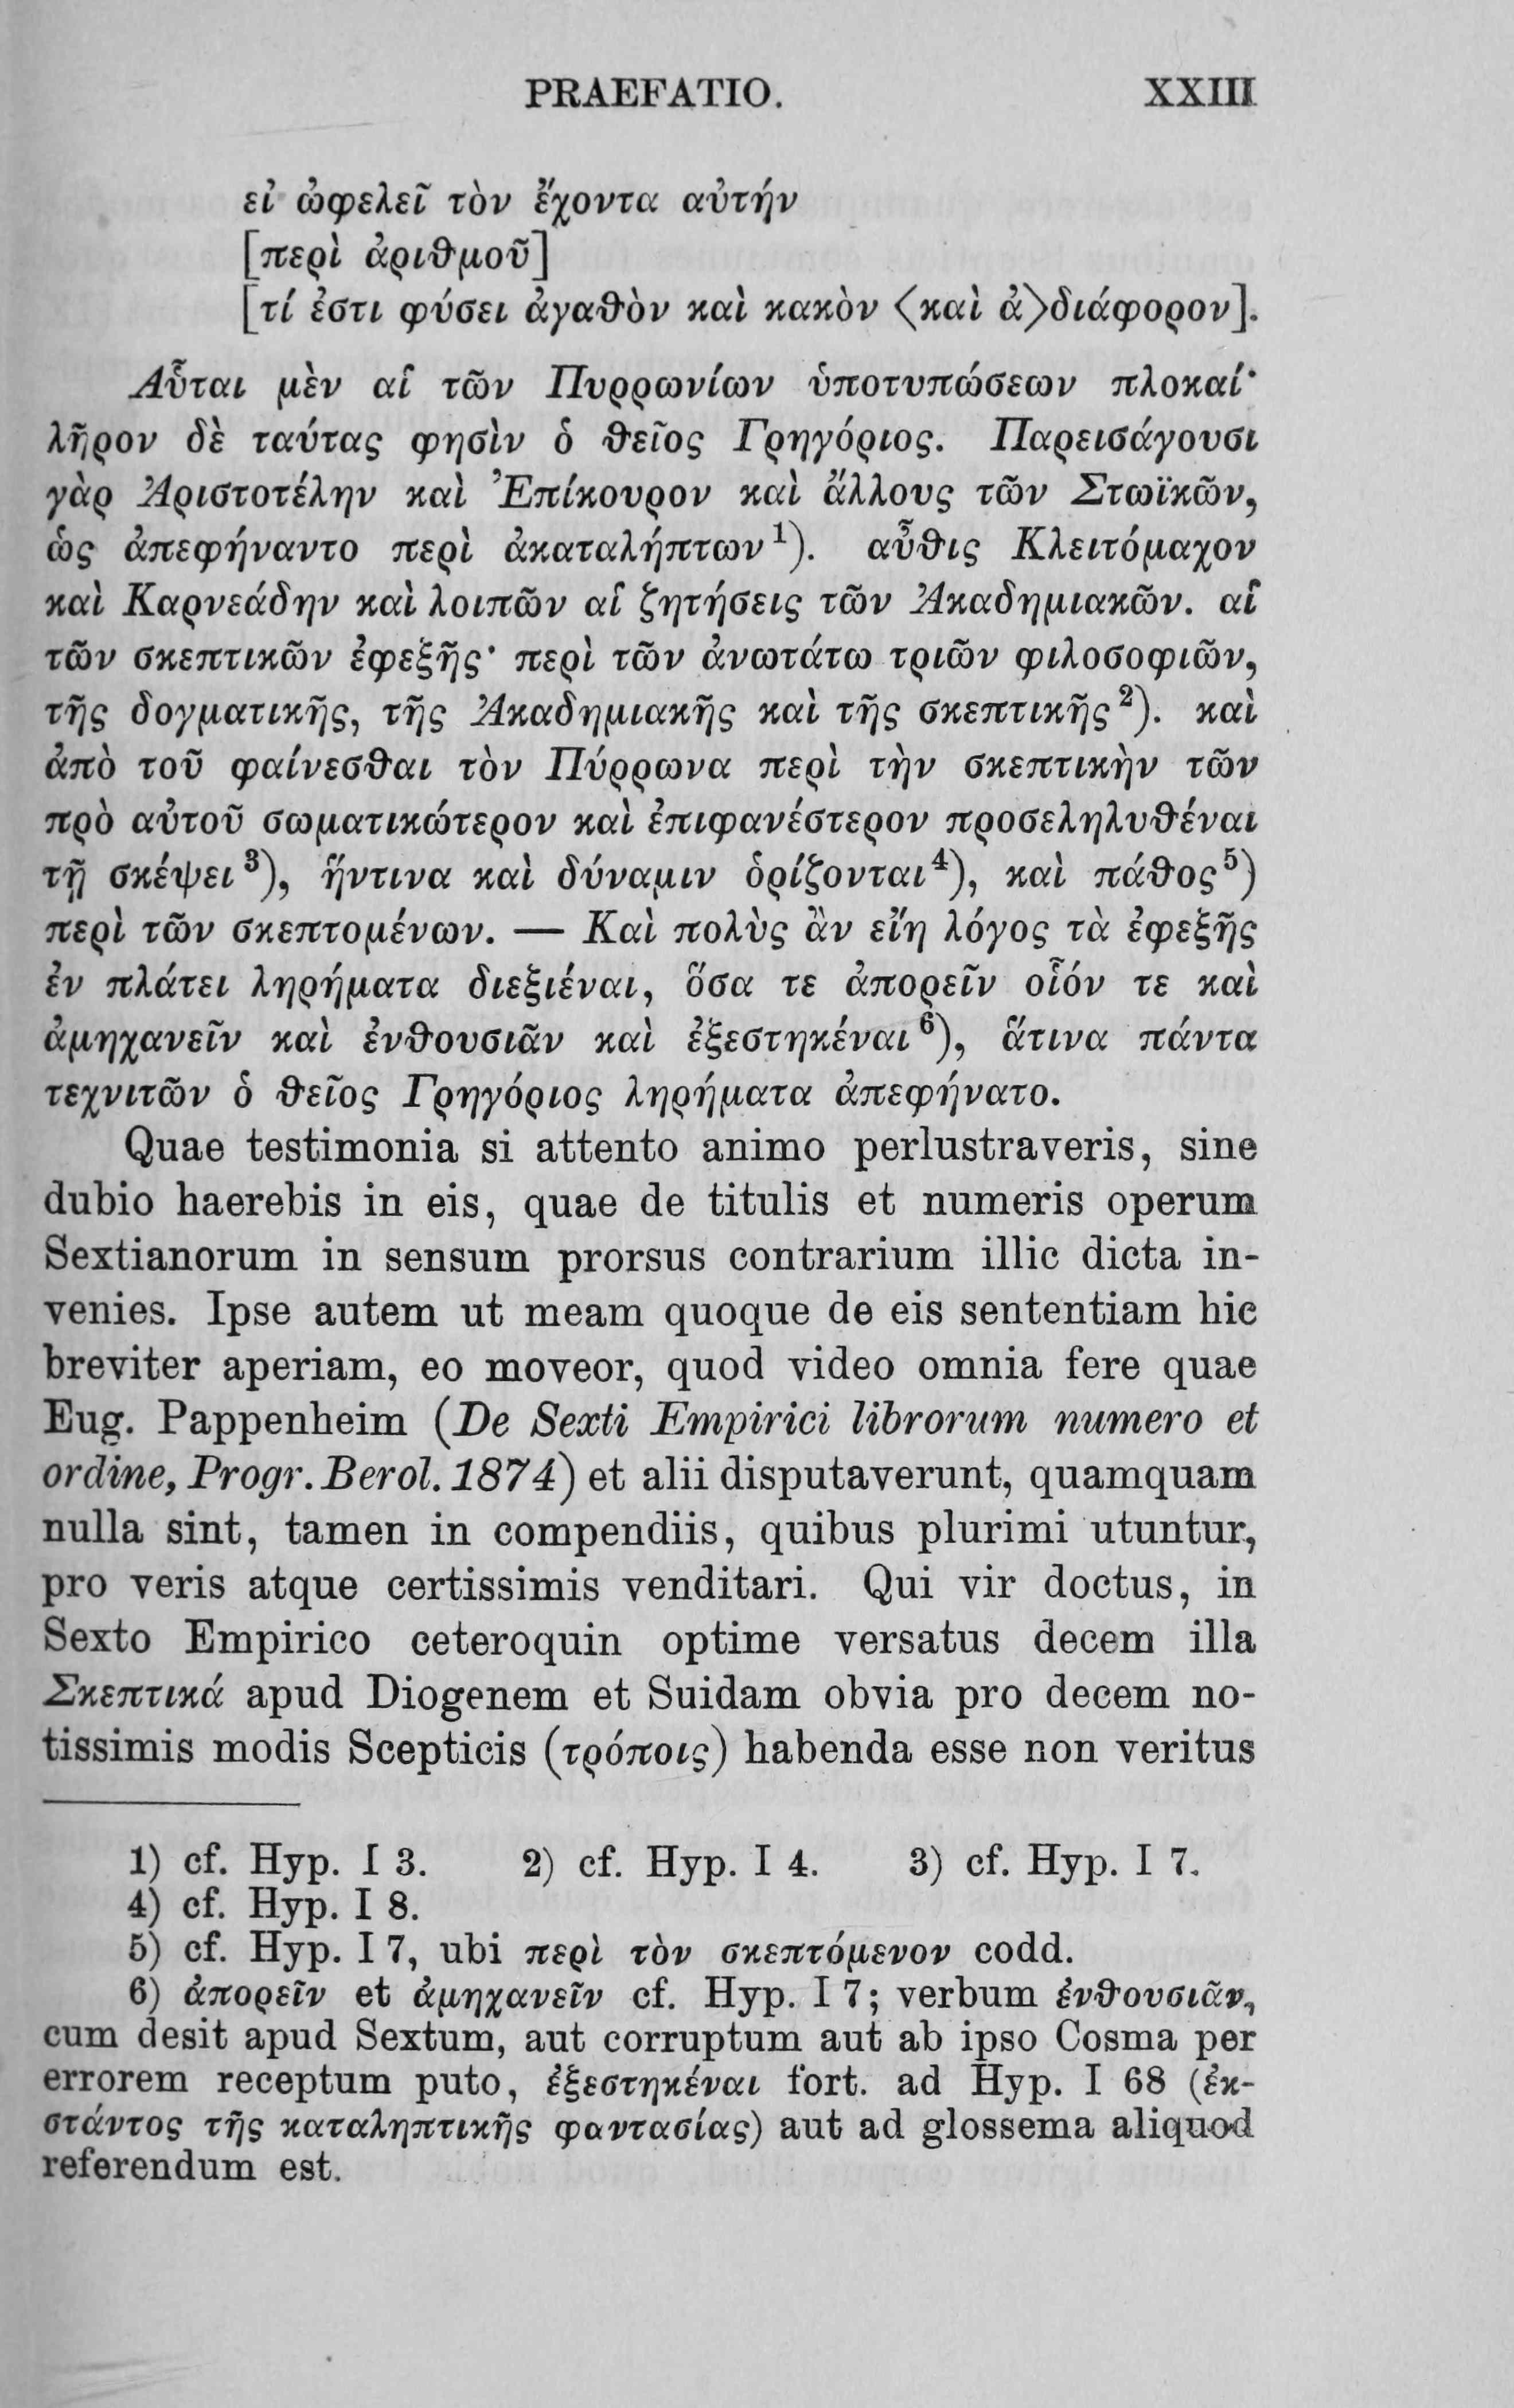 PRAEFATIO. XXIII
εἰ ὠφελεῖ τὸν ἔχοντα αὐτήν
[περὶ ἀριϑμοῦ]
[τί ἐστι φύσει ἀγαϑὸν καὶ κακὸν 〈καὶ ἀ〉διάφορον].
Αὗται μὲν αἱ τῶν Πυρρωνίων ὑποτυπώσεων πλοκαί·
λῆρον δὲ ταύτας φησὶν ὁ ϑεῖος Γρηγόριος. Παρεισάγουσι
γὰρ Ἀριστοτέλην καὶ Ἐπίκουρον καὶ ἄλλους τῶν Στωϊκῶν,
ὡς ἀπεφήναντο περὶ ἀκαταλήπτων¹). αὖϑις Κλειτόμαχον
καὶ Καρνεάδην καὶ λοιπῶν αἱ ζητήσεις τῶν Ἀκαδημιακῶν. αἱ
τῶν σκεπτικῶν ἐφεξῆς· περὶ τῶν ἀνωτάτω τριῶν φιλοσοφιῶν,
τῆς δογματικῆς, τῆς Ἀκαδημιακῆς καὶ τῆς σκεπτικῆς²). καὶ
ἀπὸ τοῦ φαίνεσϑαι τὸν Πύρρωνα περὶ τὴν σκεπτικὴν τῶν
πρὸ αὐτοῦ σωματικώτερον καὶ ἐπιφανέστερον προσεληλυϑέναι
τῇ σκέψει³), ἥντινα καὶ δύναμιν ὁρίζονται⁴), καὶ πάϑος⁵)
περὶ τῶν σκεπτομένων. — Καὶ πολὺς ἂν εἴη λόγος τὰ ἐφεξῆς
ἐν πλάτει ληρήματα διεξιέναι, ὅσα τε ἀπορεῖν οἷόν τε καὶ
ἀμηχανεῖν καὶ ἐνϑουσιᾶν καὶ ἐξεστηκέναι⁶), ἅτινα πάντα
τεχνιτῶν ὁ ϑεῖος Γρηγόριος ληρήματα ἀπεφήνατο.
Quae testimonia si attento animo perlustraveris, sine
dubio haerebis in eis, quae de titulis et numeris operum
Sextianorum in sensum prorsus contrarium illic dicta in-
venies. Ipse autem ut meam quoque de eis sententiam hic
breviter aperiam, eo moveor, quod video omnia fere quae
Eug. Pappenheim (De Sexti Empirici librorum numero et
ordine, Progr. Berol. 1874) et alii disputaverunt, quamquam
nulla sint, tamen in compendiis, quibus plurimi utuntur,
pro veris atque certissimis venditari. Qui vir doctus, in
Sexto Empirico ceteroquin optime versatus decem illa
Σκεπτικά apud Diogenem et Suidam obvia pro decem no-
tissimis modis Scepticis (τρόποις) habenda esse non veritus
1) cf. Hyp. I 3. 2) cf. Hyp. I 4. 3) cf. Hyp. I 7.
4) cf. Hyp. I 8.
5) cf. Hyp. I 7, ubi περὶ τὸν σκεπτόμενον codd.
6) ἀπορεῖν et ἀμηχανεῖν cf. Hyp. I 7; verbum ἐνϑουσιᾶν,
cum desit apud Sextum, aut corruptum aut ab ipso Cosma per
errorem receptum puto, ἐξεστηκέναι fort. ad Hyp. I 68 (ἐκ-
στάντος τῆς καταληπτικῆς φαντασίας) aut ad glossema aliquod
referendum est.